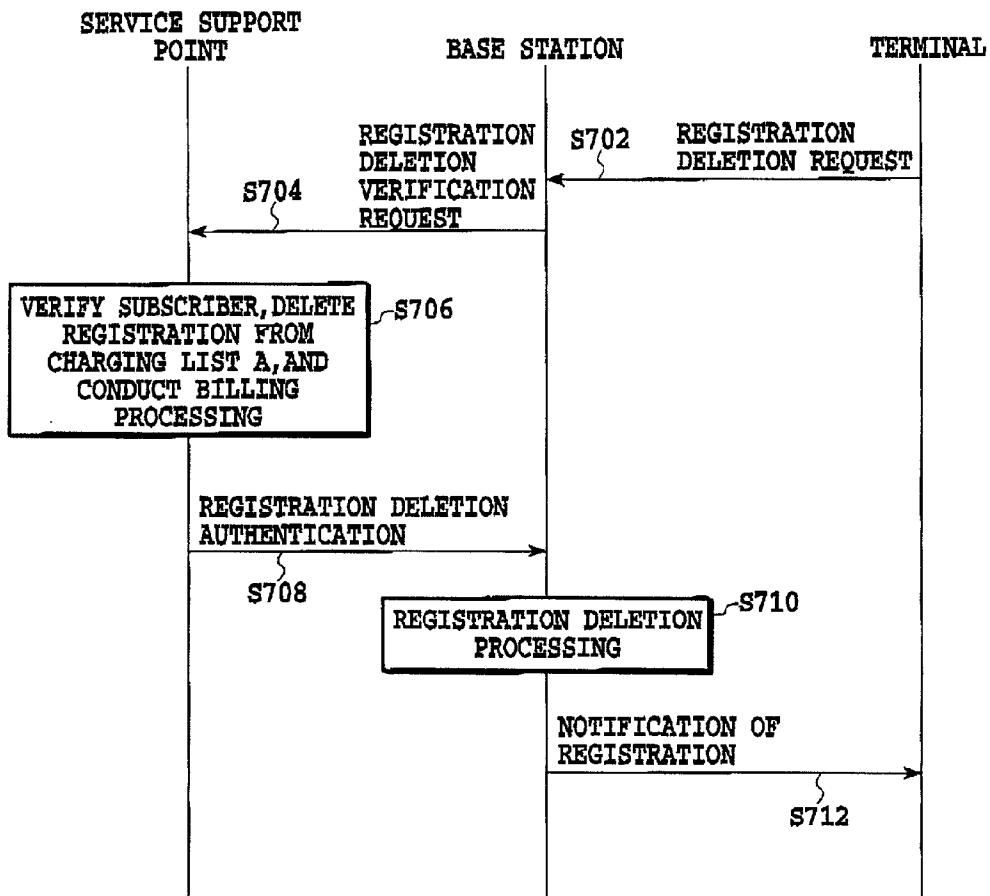 SERVICE SUPPORT
POINT
BASE STATION
TERMINAL
REGISTRATION
DELETION REQUEST
S702
REGISTRATION
DELETION
VERIFICATION
REQUEST
S704
VERIFY SUBSCRIBER, DELETE
REGISTRATION FROM
CHARGING LIST A, AND
CONDUCT BILLING
PROCESSING
S706
REGISTRATION DELETION
AUTHENTICATION
S708
REGISTRATION DELETION
PROCESSING
S710
NOTIFICATION OF
REGISTRATION
S712